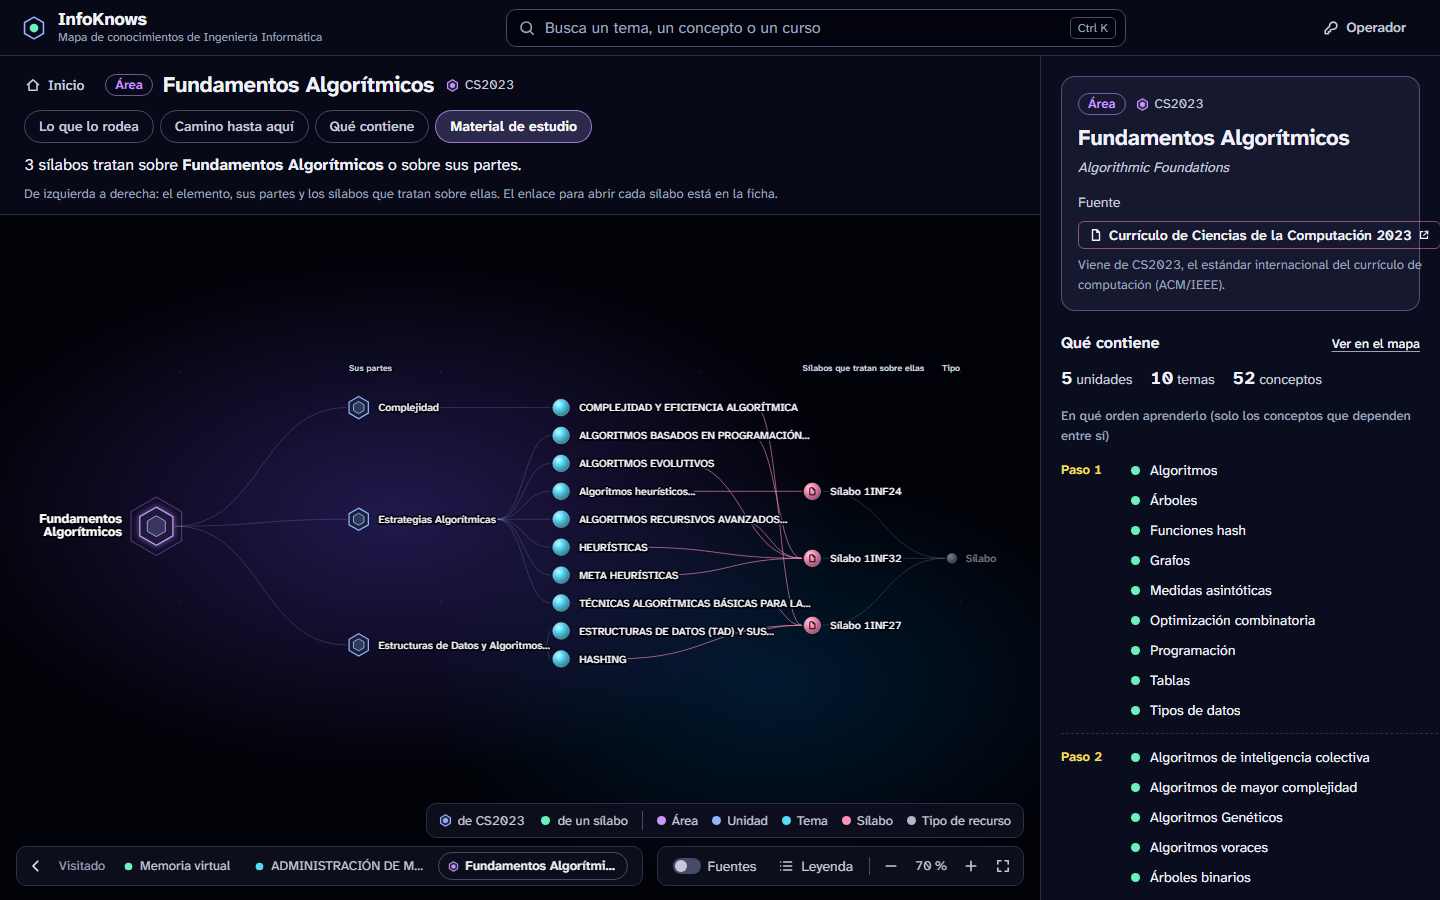 InfoKnows
Mapa de conocimientos de Ingeniería Informática
Busca un tema, un concepto o un curso
Ctrl K
Operador
Inicio
Área
Fundamentos Algorítmicos
CS2023
Lo que lo rodea
Camino hasta aquí
Qué contiene
Material de estudio
3 sílabos tratan sobre Fundamentos Algorítmicos o sobre sus partes.
De izquierda a derecha: el elemento, sus partes y los sílabos que tratan sobre ellas. El enlace para abrir cada sílabo está en la ficha.
Sus partes
Sílabos que tratan sobre ellas
Tipo
Fundamentos
Algorítmicos
Complejidad
Estrategias Algorítmicas
Estructuras de Datos y Algoritmos...
COMPLEJIDAD Y EFICIENCIA ALGORÍTMICA
ALGORITMOS BASADOS EN PROGRAMACIÓN...
ALGORITMOS EVOLUTIVOS
Algoritmos heurísticos...
ALGORITMOS RECURSIVOS AVANZADOS...
HEURÍSTICAS
META HEURÍSTICAS
TÉCNICAS ALGORÍTMICAS BÁSICAS PARA LA...
ESTRUCTURAS DE DATOS (TAD) Y SUS...
HASHING
Sílabo 1INF24
Sílabo 1INF32
Sílabo 1INF27
Sílabo
de CS2023
de un sílabo
Área
Unidad
Tema
Sílabo
Tipo de recurso
Visitado
Memoria virtual
ADMINISTRACIÓN DE M...
Fundamentos Algorítmi...
Fuentes
Leyenda
70 %
Área
CS2023
Fundamentos Algorítmicos
Algorithmic Foundations
Fuente
Currículo de Ciencias de la Computación 2023
Viene de CS2023, el estándar internacional del currículo de
computación (ACM/IEEE).
Qué contiene
Ver en el mapa
5 unidades
10 temas
52 conceptos
En qué orden aprenderlo (solo los conceptos que dependen
entre sí)
Paso 1
Algoritmos
Árboles
Funciones hash
Grafos
Medidas asintóticas
Optimización combinatoria
Programación
Tablas
Tipos de datos
Paso 2
Algoritmos de inteligencia colectiva
Algoritmos de mayor complejidad
Algoritmos Genéticos
Algoritmos voraces
Árboles binarios